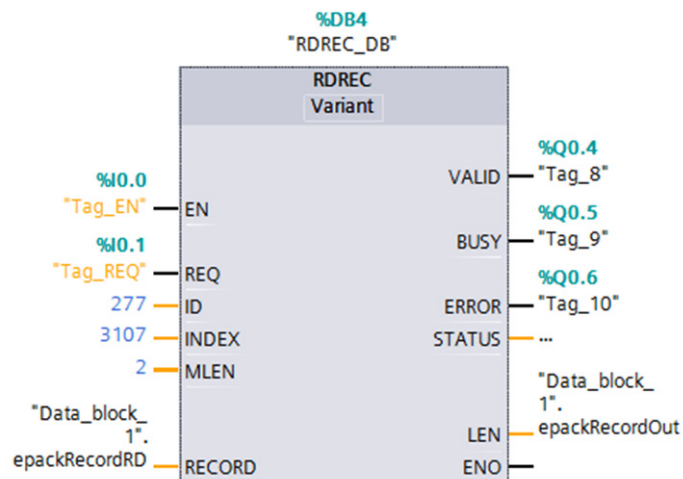 %DB4
"RDREC_DB"
RDREC
Variant
%Q0.4
VALID "Tag_8"
%I0.0
"Tag_EN" EN
%Q0.5
BUSY "Tag_9"
%I0.1
"Tag_REQ" REQ
%Q0.6
277 ID ERROR "Tag_10"
3107 INDEX STATUS ...
2 MLEN
"Data_block_
1".
epackRecordRD RECORD
"Data_block_
1".
LEN epackRecordOut
ENO